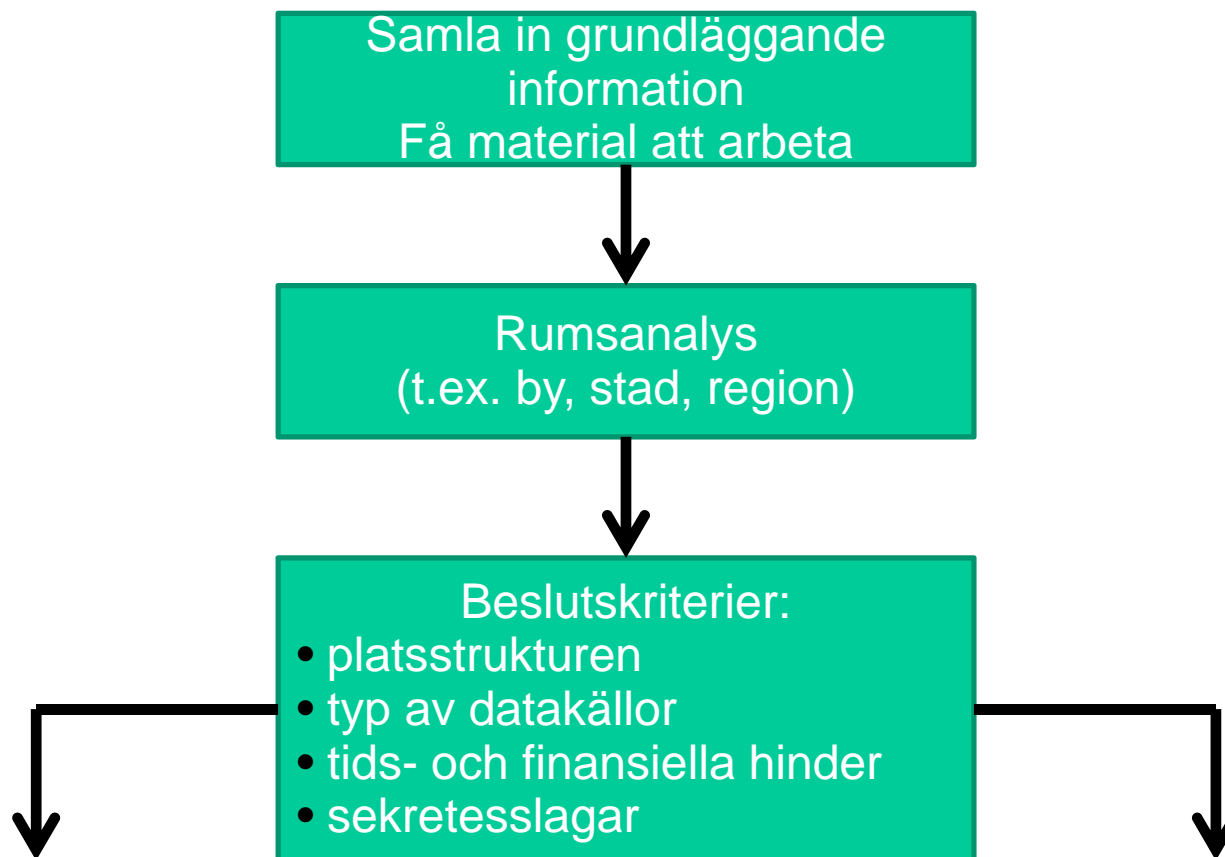 Samla in grundläggande
information
Få material att arbeta
Rumsanalys
(t.ex. by, stad, region)
Beslutskriterier:
• platsstrukturen
• typ av datakällor
• tids- och finansiella hinder
• sekretesslagar